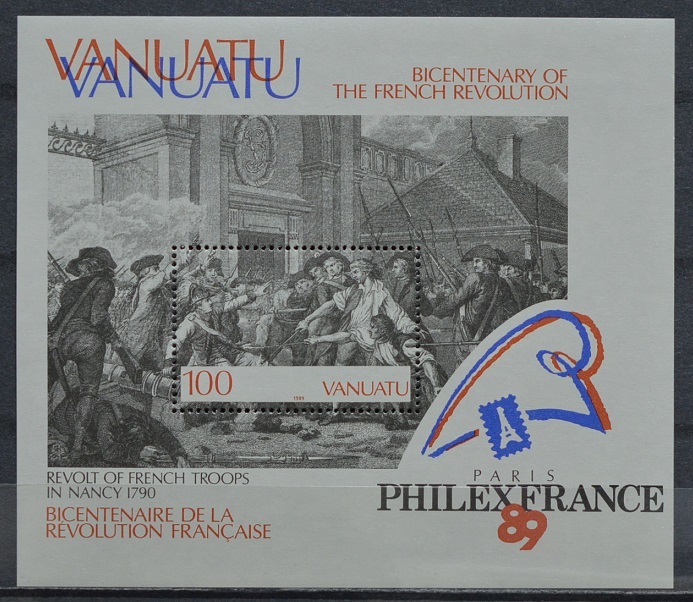 VANUATU
VANUATU
BICENTENARY OF
THE FRENCH REVOLUTION
100
1989
VANUATU
REVOLT OF FRENCH TROOPS
IN NANCY 1790
BICENTENAIRE DE LA
RÉVOLUTION FRANÇAISE
PARIS
PHILEXFRANCE
89